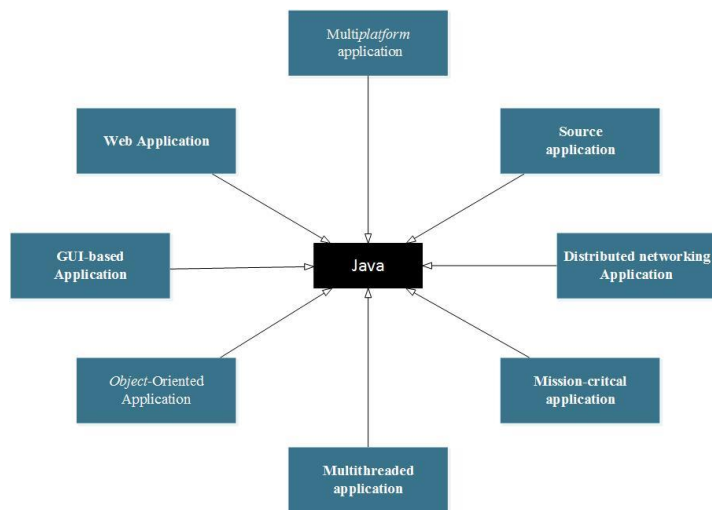 Multiplatform
application
Web Application
Source
application
GUI-based
Application
Java
Distributed networking
Application
Object-Oriented
Application
Mission-critcal
application
Multithreaded
application